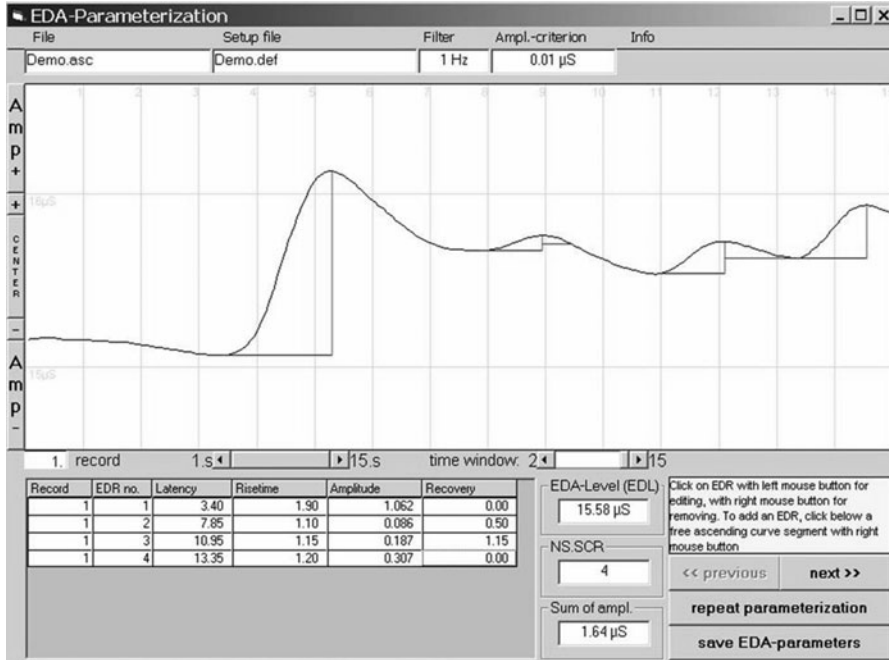 EDA-Parameterization
File Setup file Filter Ampl.-criterion Info
Demo.asc Demo.def 1 Hz 0.01 µS
Amp+
+
CENTER
-
Amp-
1 2 3 4 5 6 7 8 9 10 11 12 13 14 15
16µS
15µS
1. record 1.s 15.s time window: 2 15
Record EDR no. Latency Risetime Amplitude Recovery
1 1 3.40 1.90 1.062 0.00
1 2 7.85 1.10 0.086 0.50
1 3 10.95 1.15 0.187 1.15
1 4 13.35 1.20 0.307 0.00
EDA-Level (EDL)
15.58 µS
NS.SCR
4
Sum of ampl.
1.64 µS
Click on EDR with left mouse button for
editing, with right mouse button for
removing. To add an EDR, click below a
free ascending curve segment with right
mouse button
<< previous next >>
repeat parameterization
save EDA-parameters